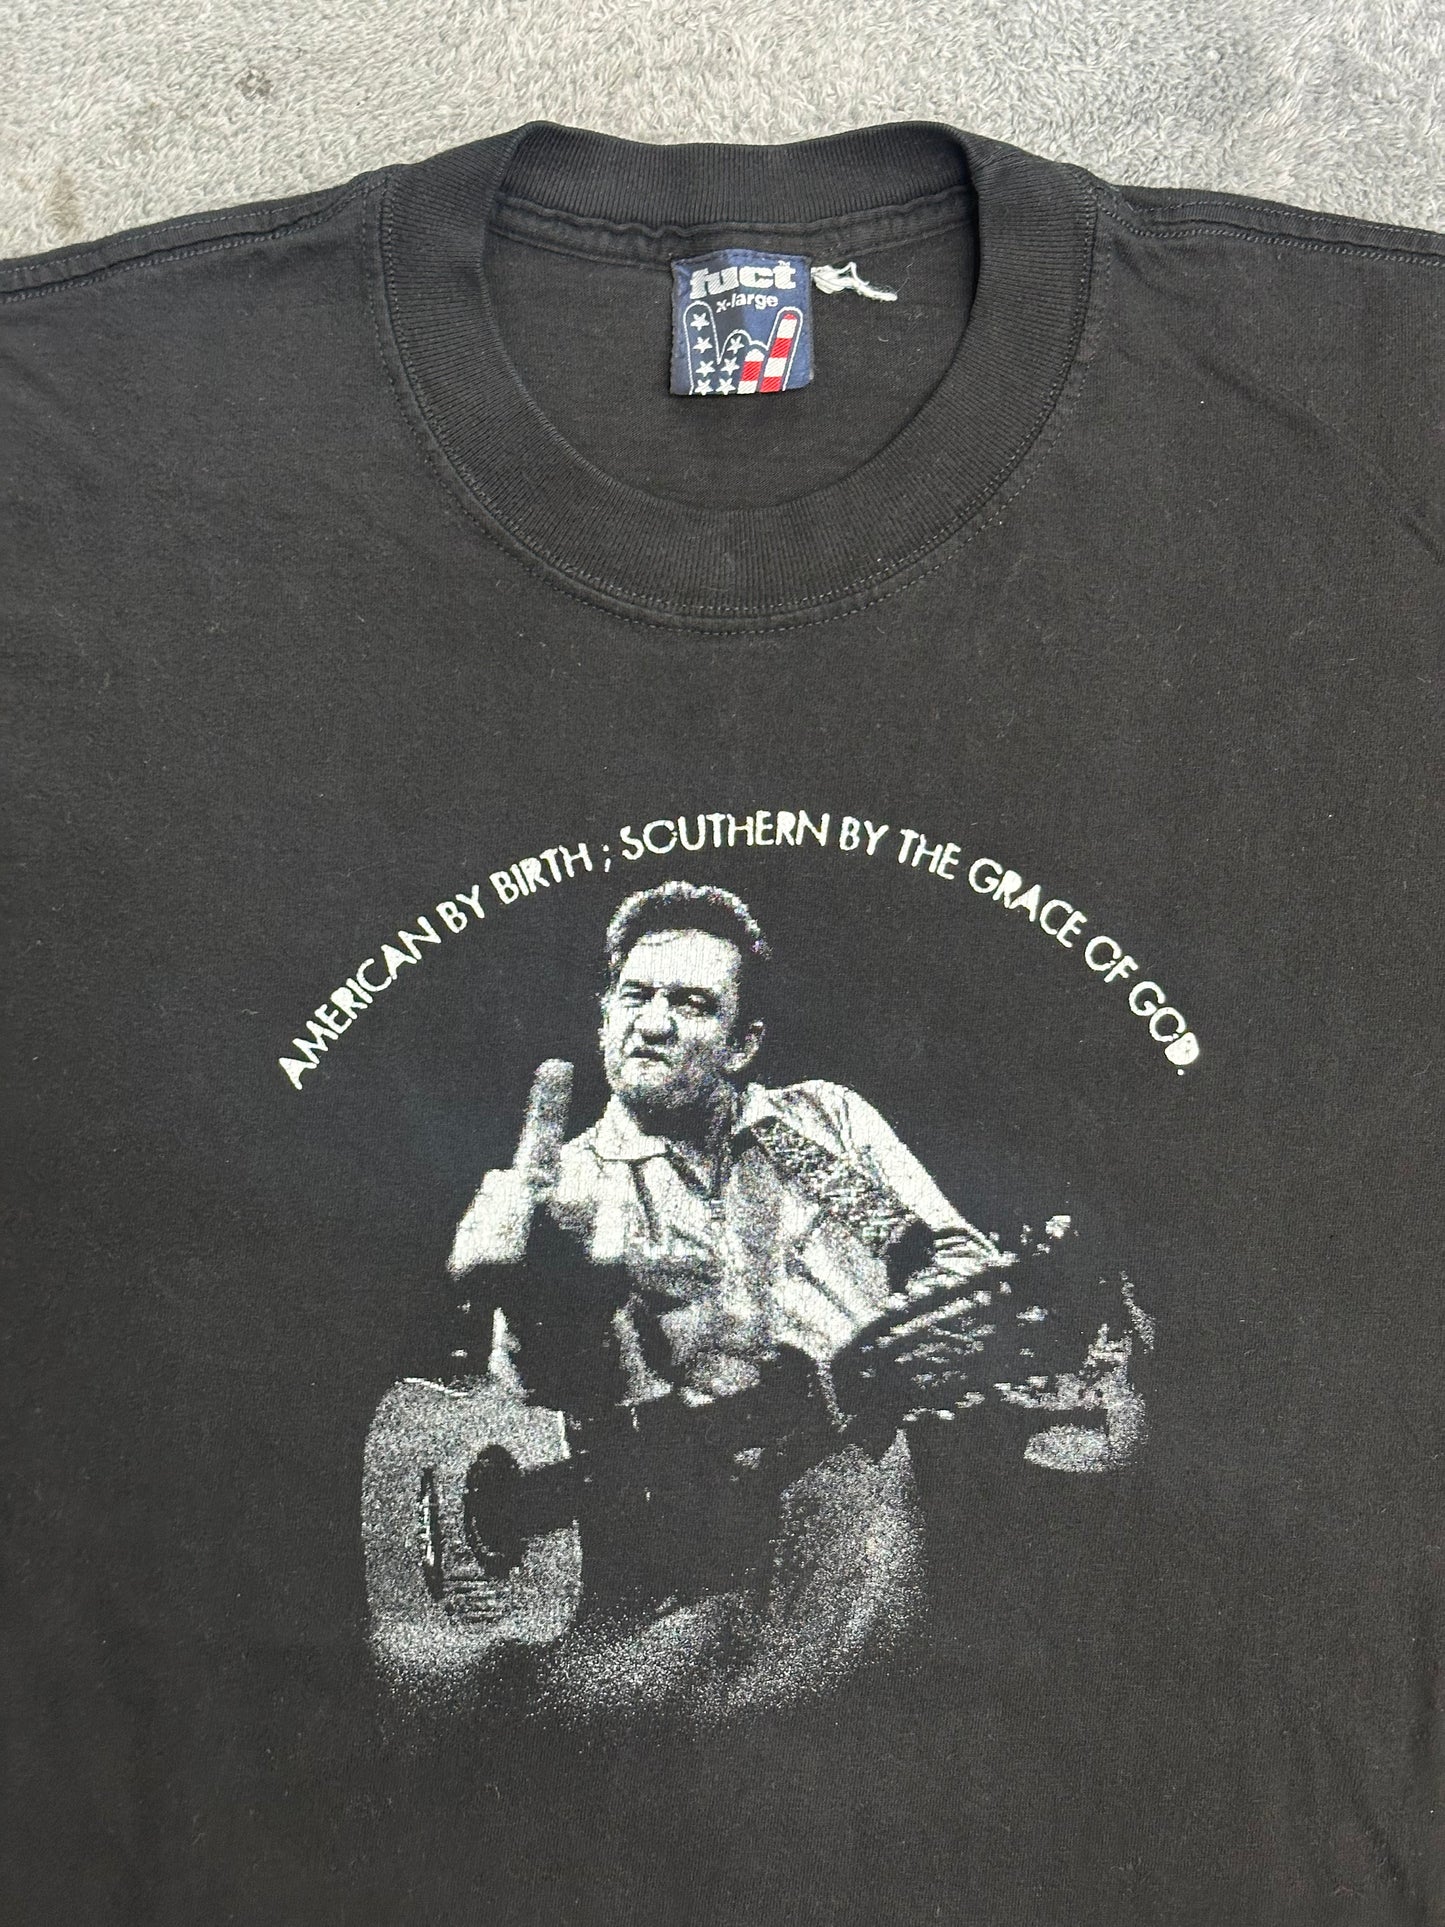 fuct
x-large
AMERICAN BY BIRTH ; SOUTHERN BY THE GRACE OF GOD.